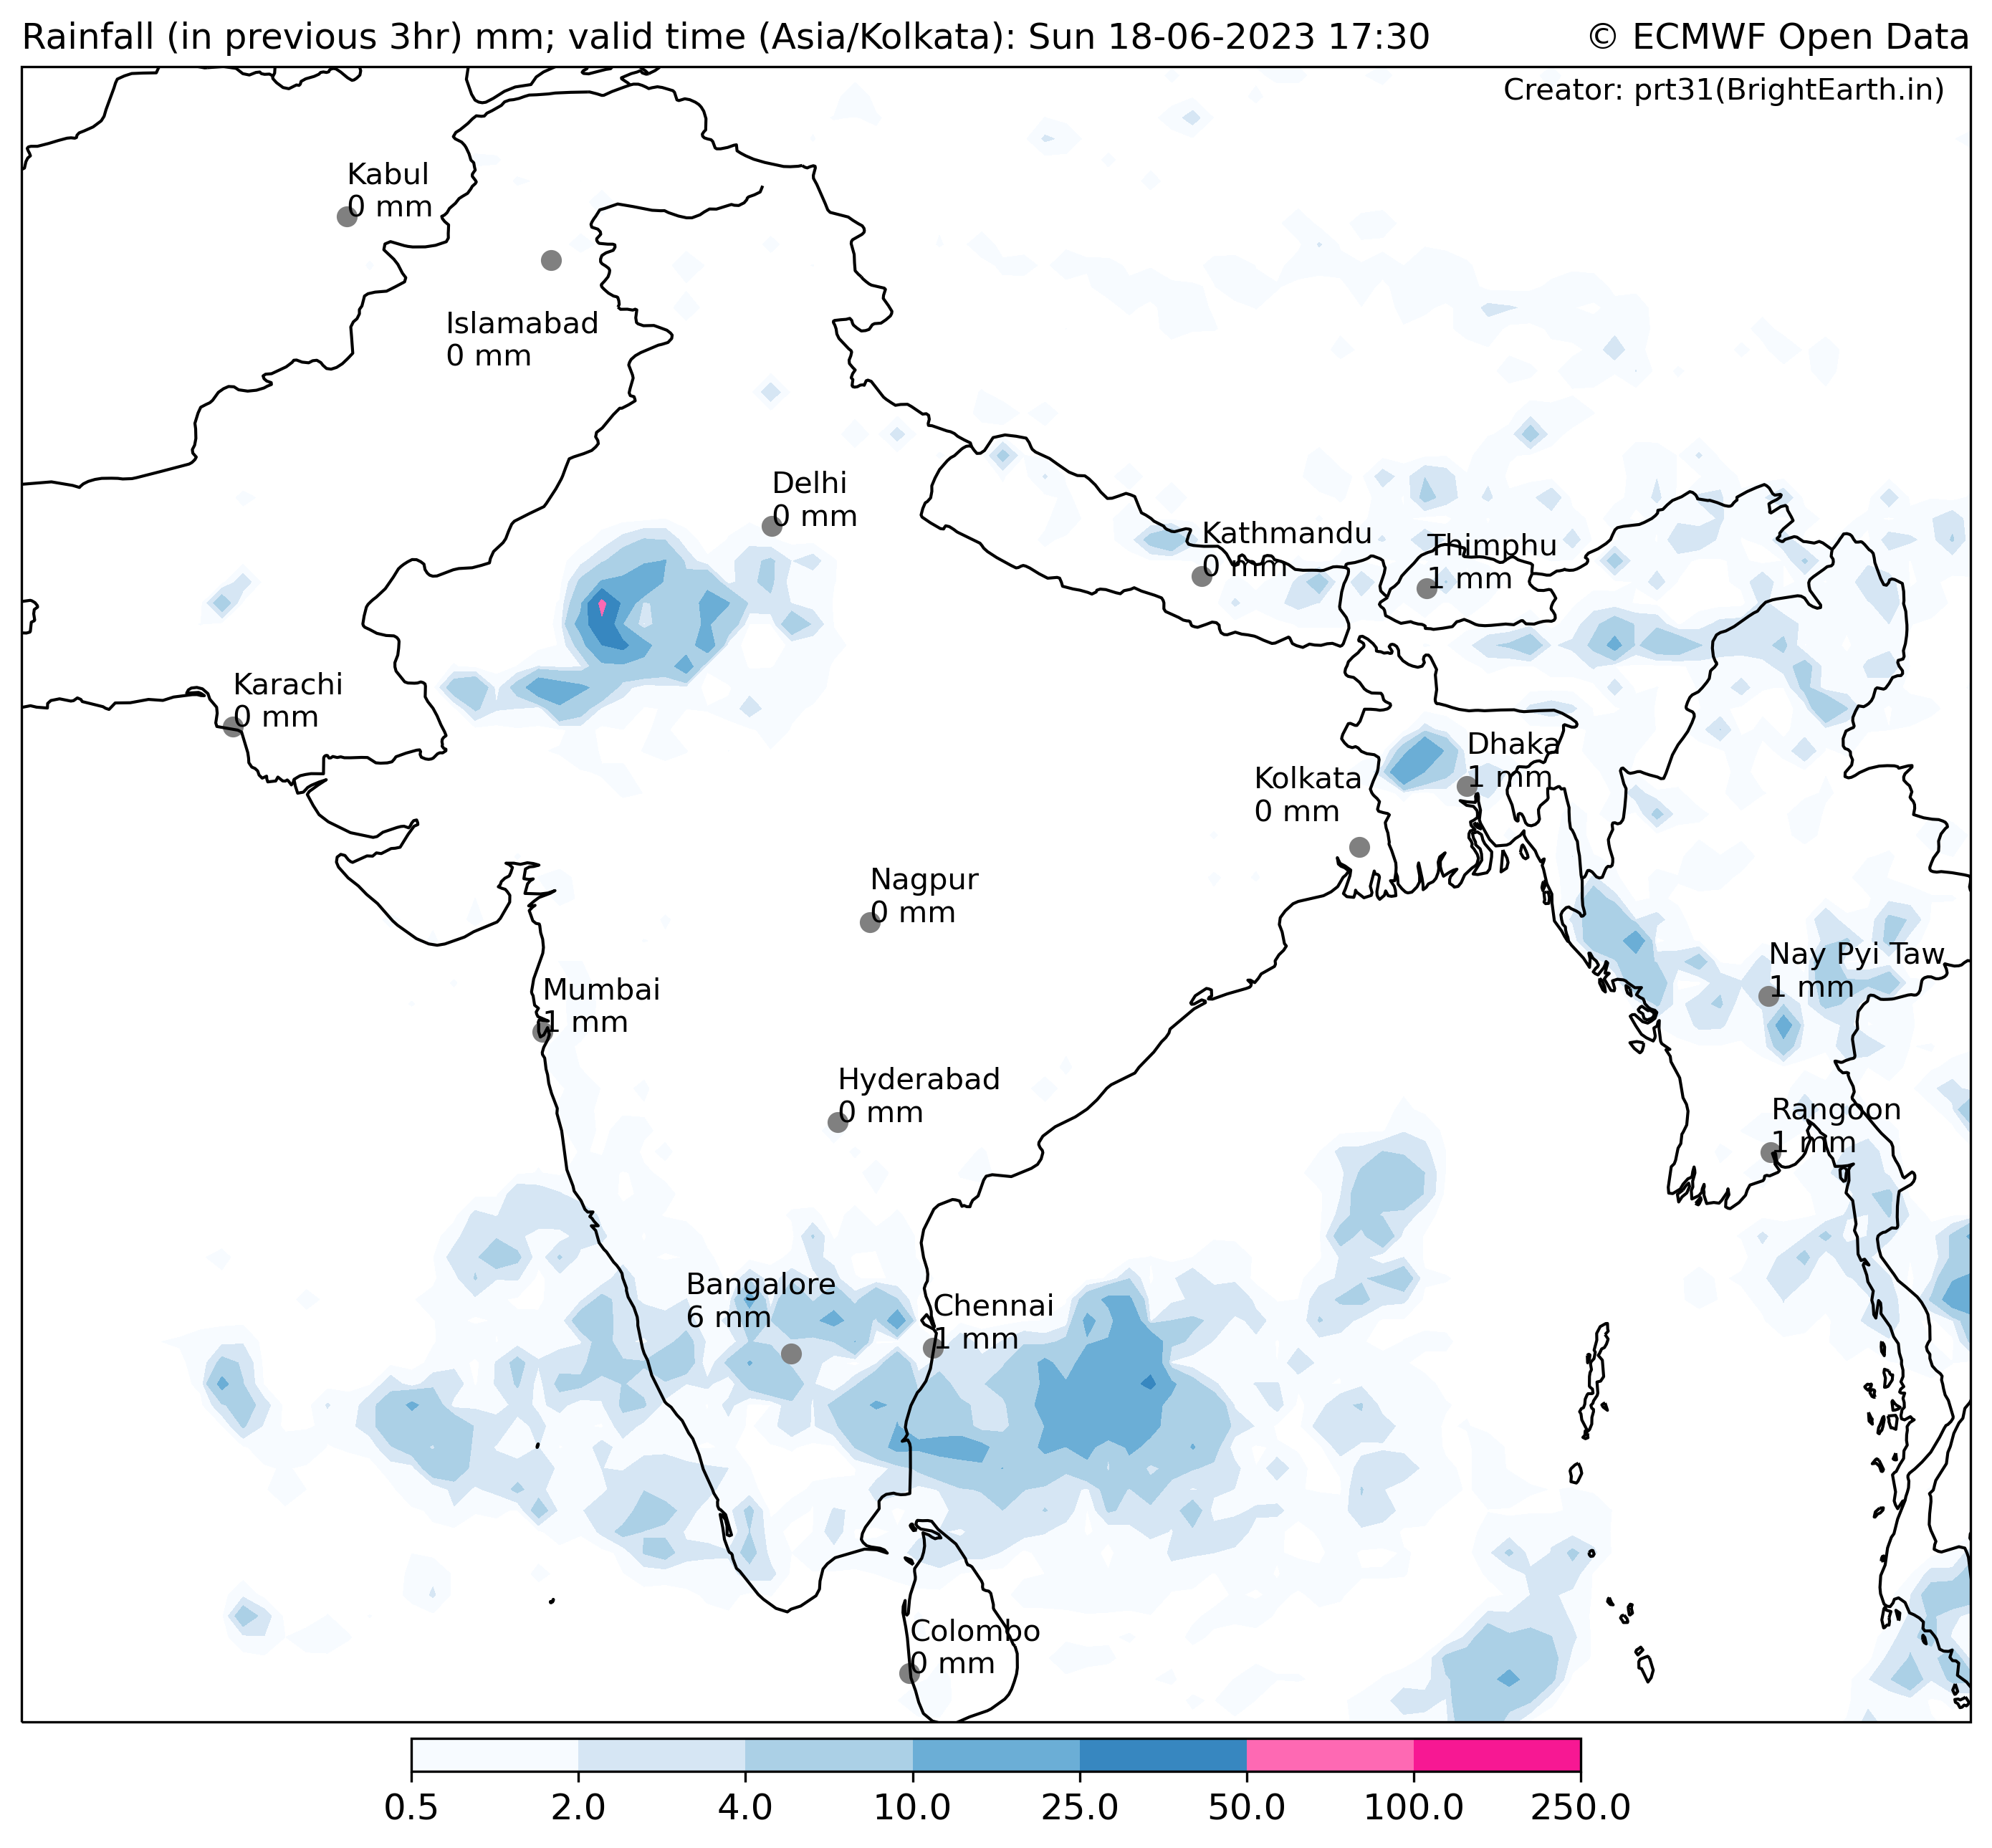 Rainfall (in previous 3hr) mm; valid time (Asia/Kolkata): Sun 18-06-2023 17:30
© ECMWF Open Data
Creator: prt31(BrightEarth.in)
Kabul
0 mm
Islamabad
0 mm
Delhi
0 mm
Kathmandu
0 mm
Thimphu
1 mm
Karachi
0 mm
Dhaka
1 mm
Kolkata
0 mm
Nagpur
0 mm
Nay Pyi Taw
1 mm
Mumbai
1 mm
Hyderabad
0 mm
Rangoon
1 mm
Bangalore
6 mm
Chennai
1 mm
Colombo
0 mm
0.5 2.0 4.0 10.0 25.0 50.0 100.0 250.0